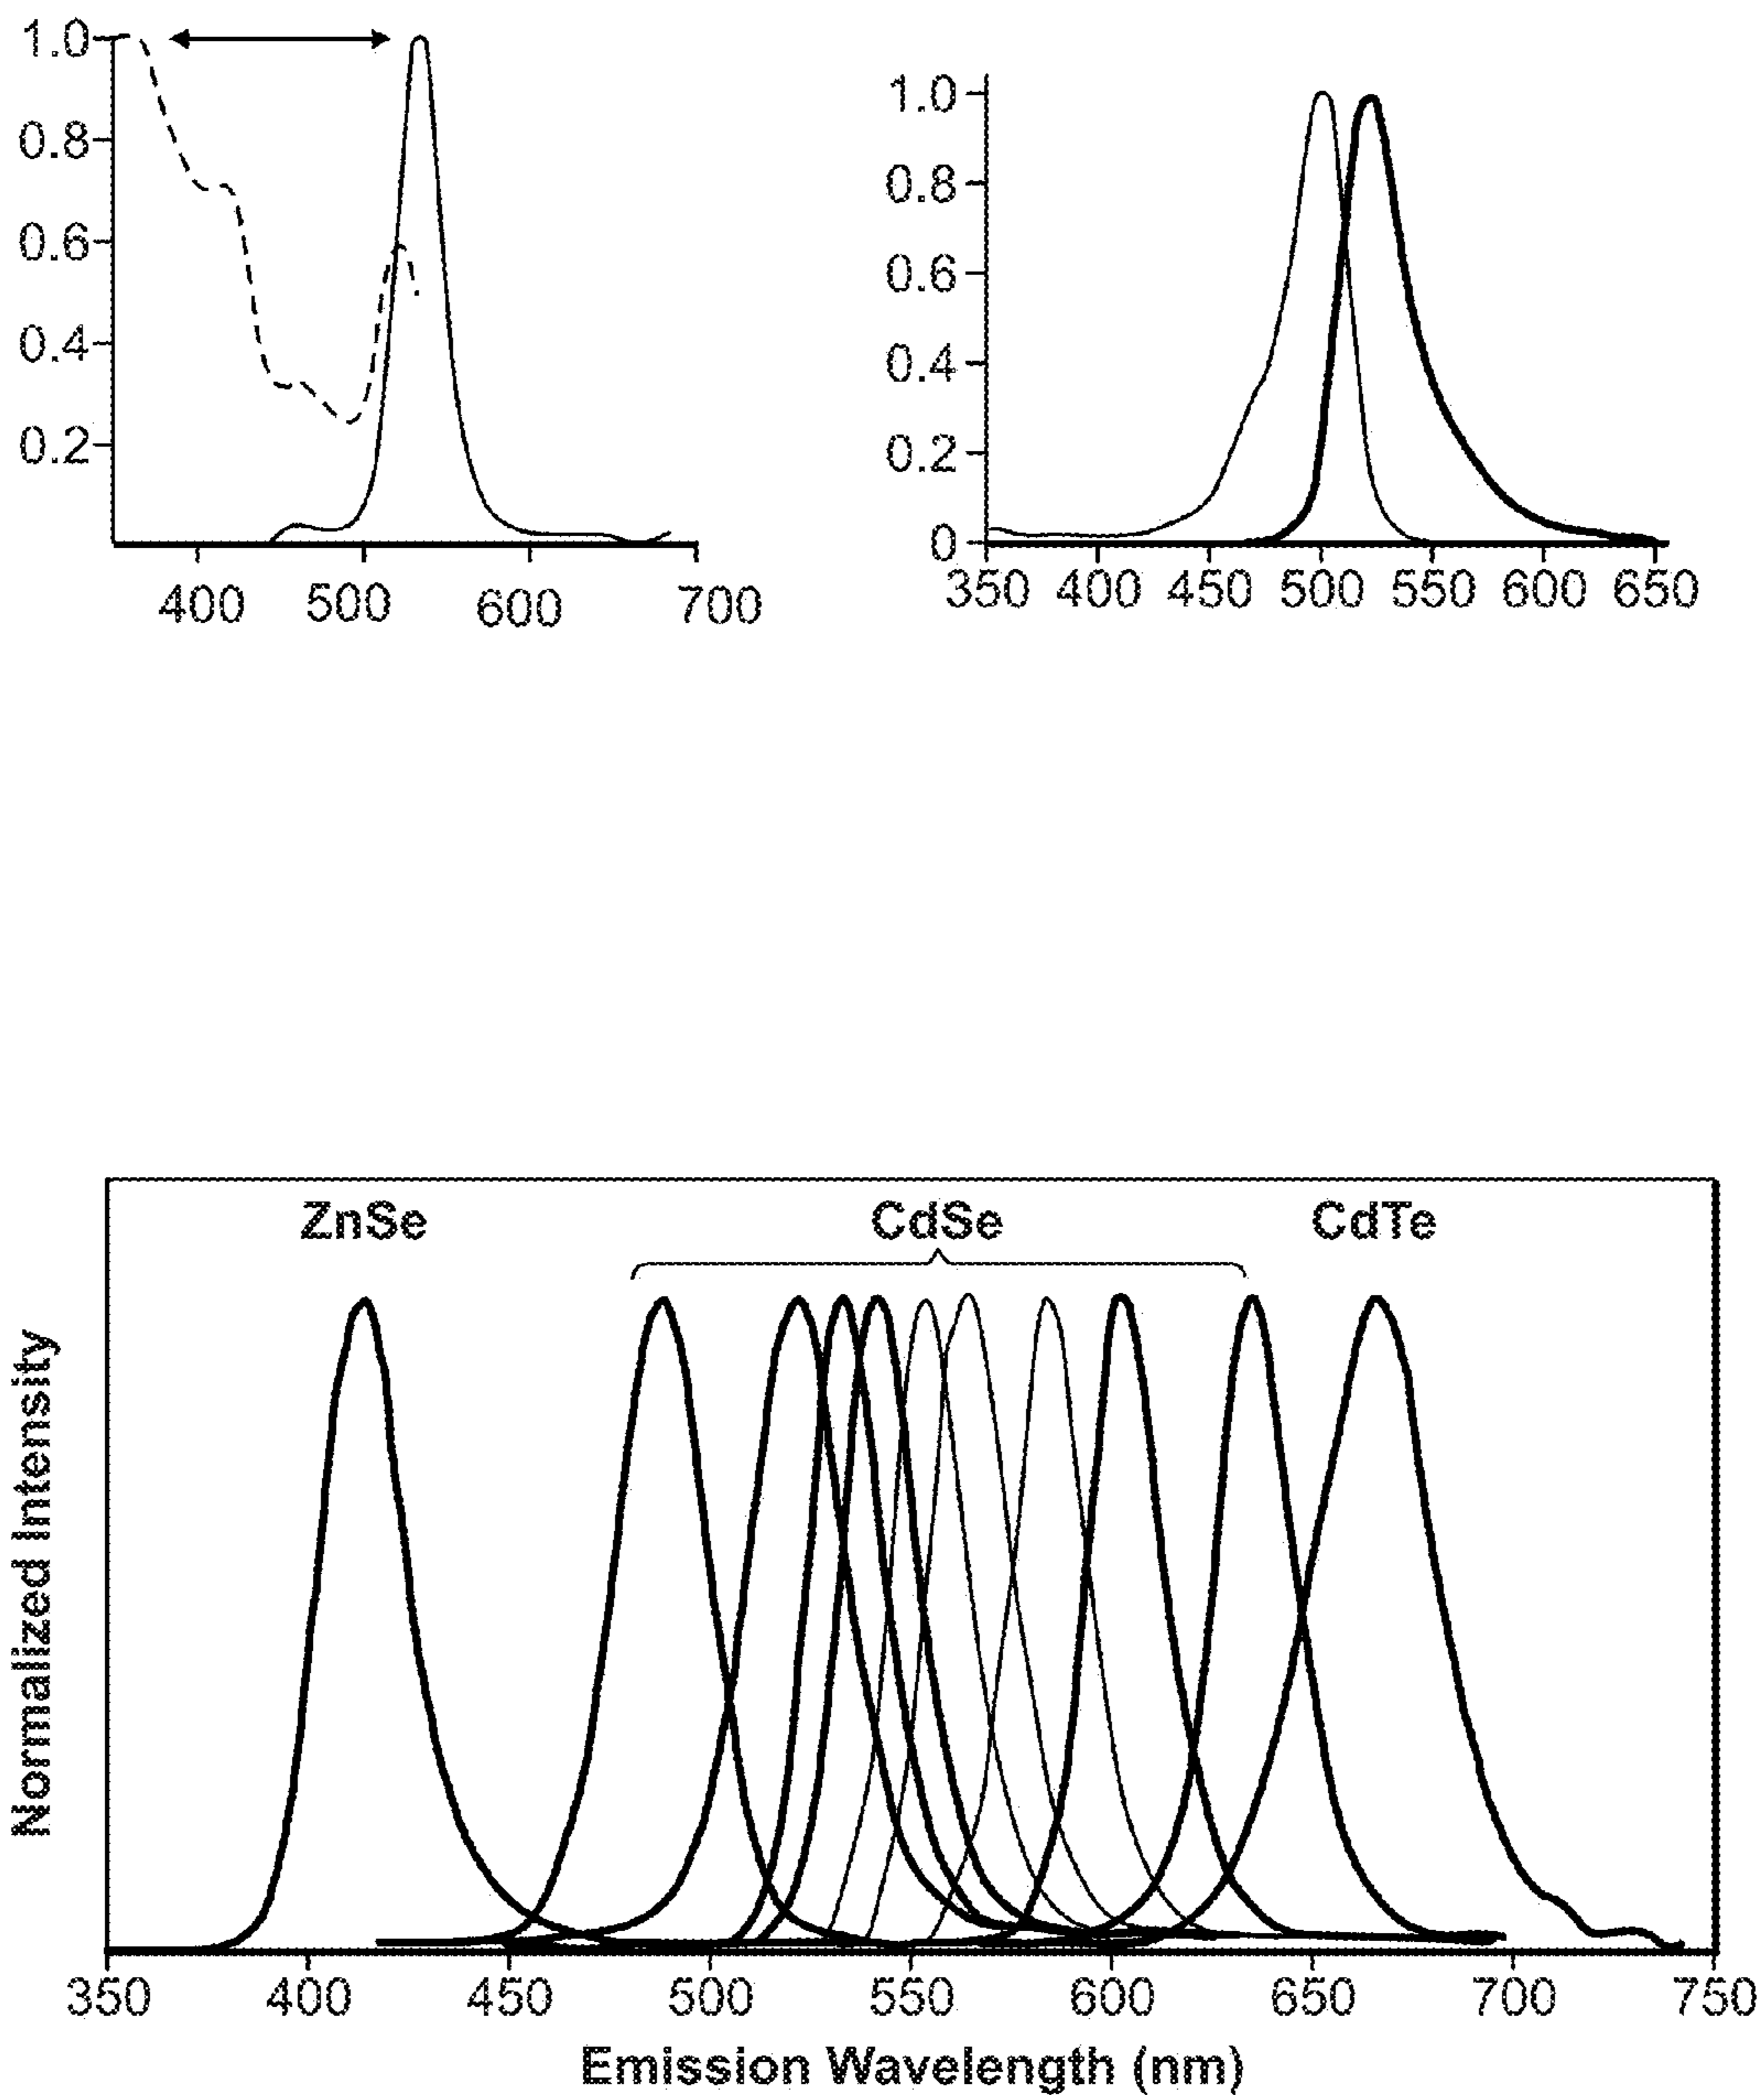 1.0
0.8
0.6
0.4
0.2
400 500 600 700
1.0
0.8
0.6
0.4
0.2
0
350 400 450 500 550 600 650
ZnSe CdSe CdTe
Normalized Intensity
350 400 450 500 550 600 650 700 750
Emission Wavelength (nm)